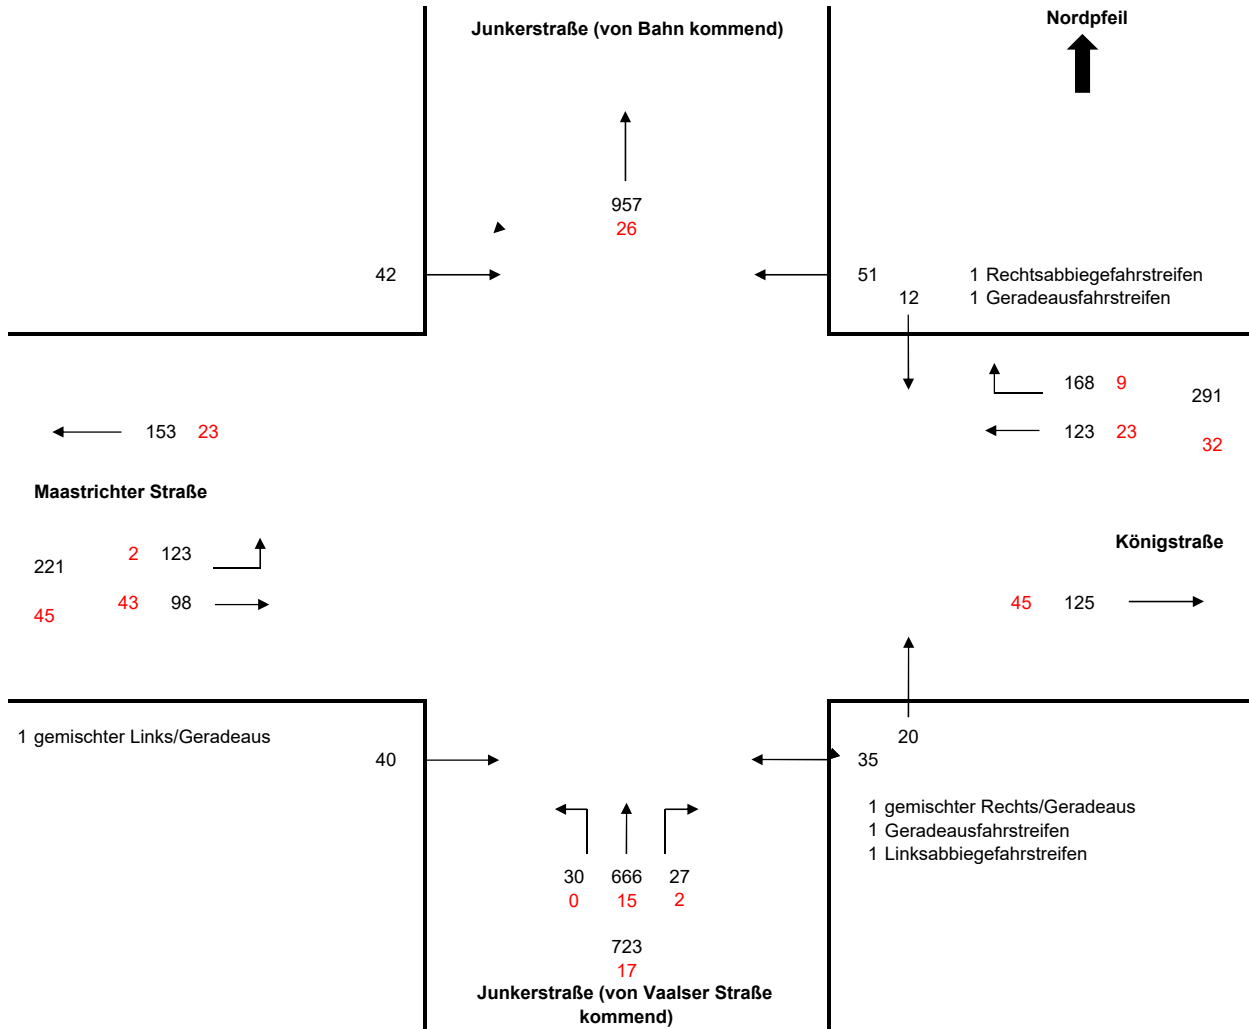 Junkerstraße (von Bahn kommend)
Nordpfeil
957
26
42
51
12
1 Rechtsabbiegefahrstreifen
1 Geradeausfahrstreifen
168 9
291
153 23
123 23
32
Maastrichter Straße
Königstraße
2 123
221
43 98
45
45 125
1 gemischter Links/Geradeaus
40
20
35
1 gemischter Rechts/Geradeaus
1 Geradeausfahrstreifen
1 Linksabbiegefahrstreifen
30 666 27
0 15 2
723
17
Junkerstraße (von Vaalser Straße
kommend)